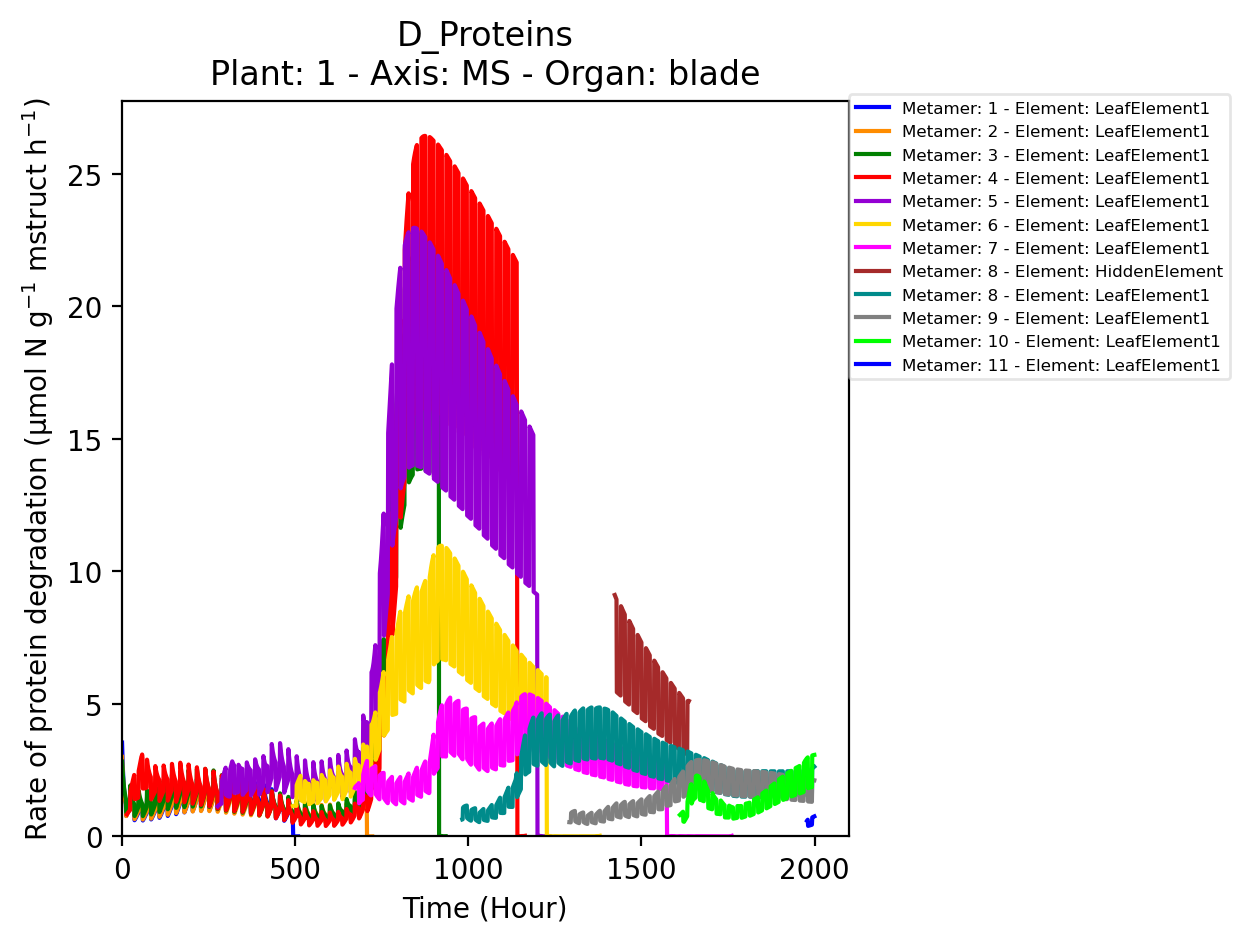 D_Proteins
Plant: 1 - Axis: MS - Organ: blade
Rate of protein degradation (µmol N g⁻¹ mstruct h⁻¹)
25
20
15
10
5
0
0 500 1000 1500 2000
Time (Hour)
Metamer: 1 - Element: LeafElement1
Metamer: 2 - Element: LeafElement1
Metamer: 3 - Element: LeafElement1
Metamer: 4 - Element: LeafElement1
Metamer: 5 - Element: LeafElement1
Metamer: 6 - Element: LeafElement1
Metamer: 7 - Element: LeafElement1
Metamer: 8 - Element: HiddenElement
Metamer: 8 - Element: LeafElement1
Metamer: 9 - Element: LeafElement1
Metamer: 10 - Element: LeafElement1
Metamer: 11 - Element: LeafElement1